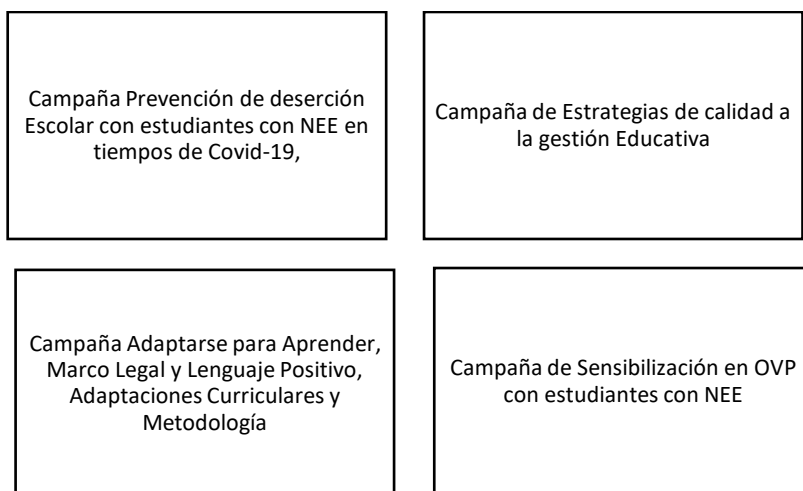 Campaña Prevención de deserción
Escolar con estudiantes con NEE en
tiempos de Covid-19,
Campaña de Estrategias de calidad a
la gestión Educativa
Campaña Adaptarse para Aprender,
Marco Legal y Lenguaje Positivo,
Adaptaciones Curriculares y
Metodología
Campaña de Sensibilización en OVP
con estudiantes con NEE